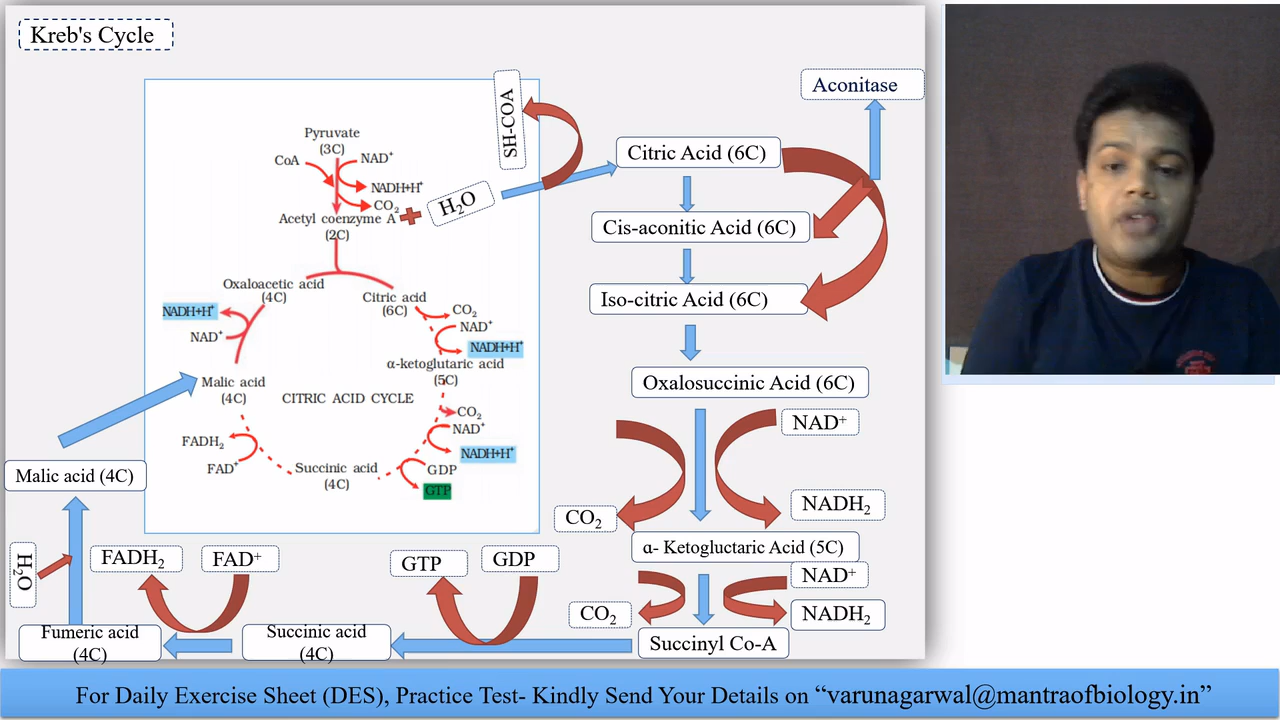 Kreb's Cycle
SH-COA
Aconitase
Pyruvate
(3C)
CoA
NAD+
NADH+H+
CO2
Acetyl coenzyme A
(2C)
H2O
Citric Acid (6C)
Cis-aconitic Acid (6C)
Iso-citric Acid (6C)
Oxalosuccinic Acid (6C)
Oxaloacetic acid
(4C)
Citric acid
(6C)
CO2
NAD+
NADH+H+
NADH+H+
NAD+
α-ketoglutaric acid
(5C)
Malic acid
(4C)
CITRIC ACID CYCLE
CO2
NAD+
NADH+H+
FADH2
FAD+
Succinic acid
(4C)
GDP
GTP
NAD+
CO2
NADH2
α- Ketogluctaric Acid (5C)
NAD+
CO2
NADH2
Succinyl Co-A
GTP
GDP
Succinic acid
(4C)
FADH2
FAD+
Fumeric acid
(4C)
H2O
Malic acid (4C)
For Daily Exercise Sheet (DES), Practice Test- Kindly Send Your Details on “varunagarwal@mantraofbiology.in”